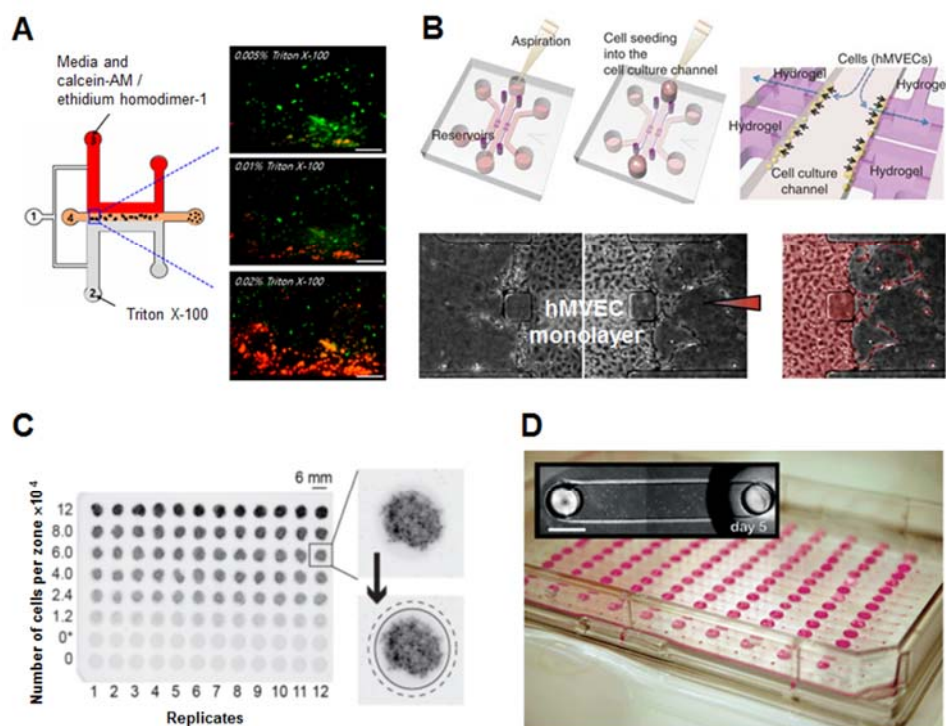 A
Media and
calcein-AM /
ethidium homodimer-1
3
1
4
2
Triton X-100
0.005% Triton X-100
0.01% Triton X-100
0.02% Triton X-100
B
Aspiration
Reservoirs
Cell seeding
into the
cell culture channel
Cells (hMVECs)
Hydrogel
Hydrogel
Hydrogel
Hydrogel
Cell culture
channel
hMVEC
monolayer
C
Number of cells per zone ×10⁴
6 mm
12
8.0
6.0
4.0
2.4
1.2
0*
0
1 2 3 4 5 6 7 8 9 10 11 12
Replicates
D
day 5